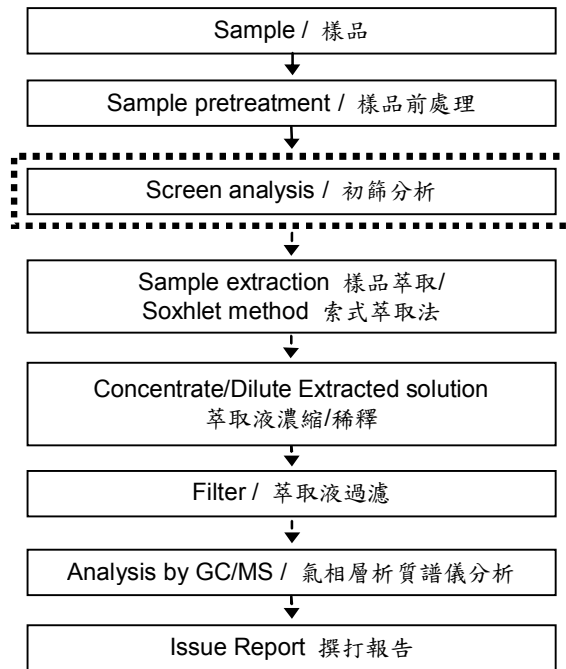 Sample / 樣品
Sample pretreatment / 樣品前處理
Screen analysis / 初篩分析
Sample extraction 樣品萃取/
Soxhlet method 索式萃取法
Concentrate/Dilute Extracted solution
萃取液濃縮/稀釋
Filter / 萃取液過濾
Analysis by GC/MS / 氣相層析質譜儀分析
Issue Report 撰打報告